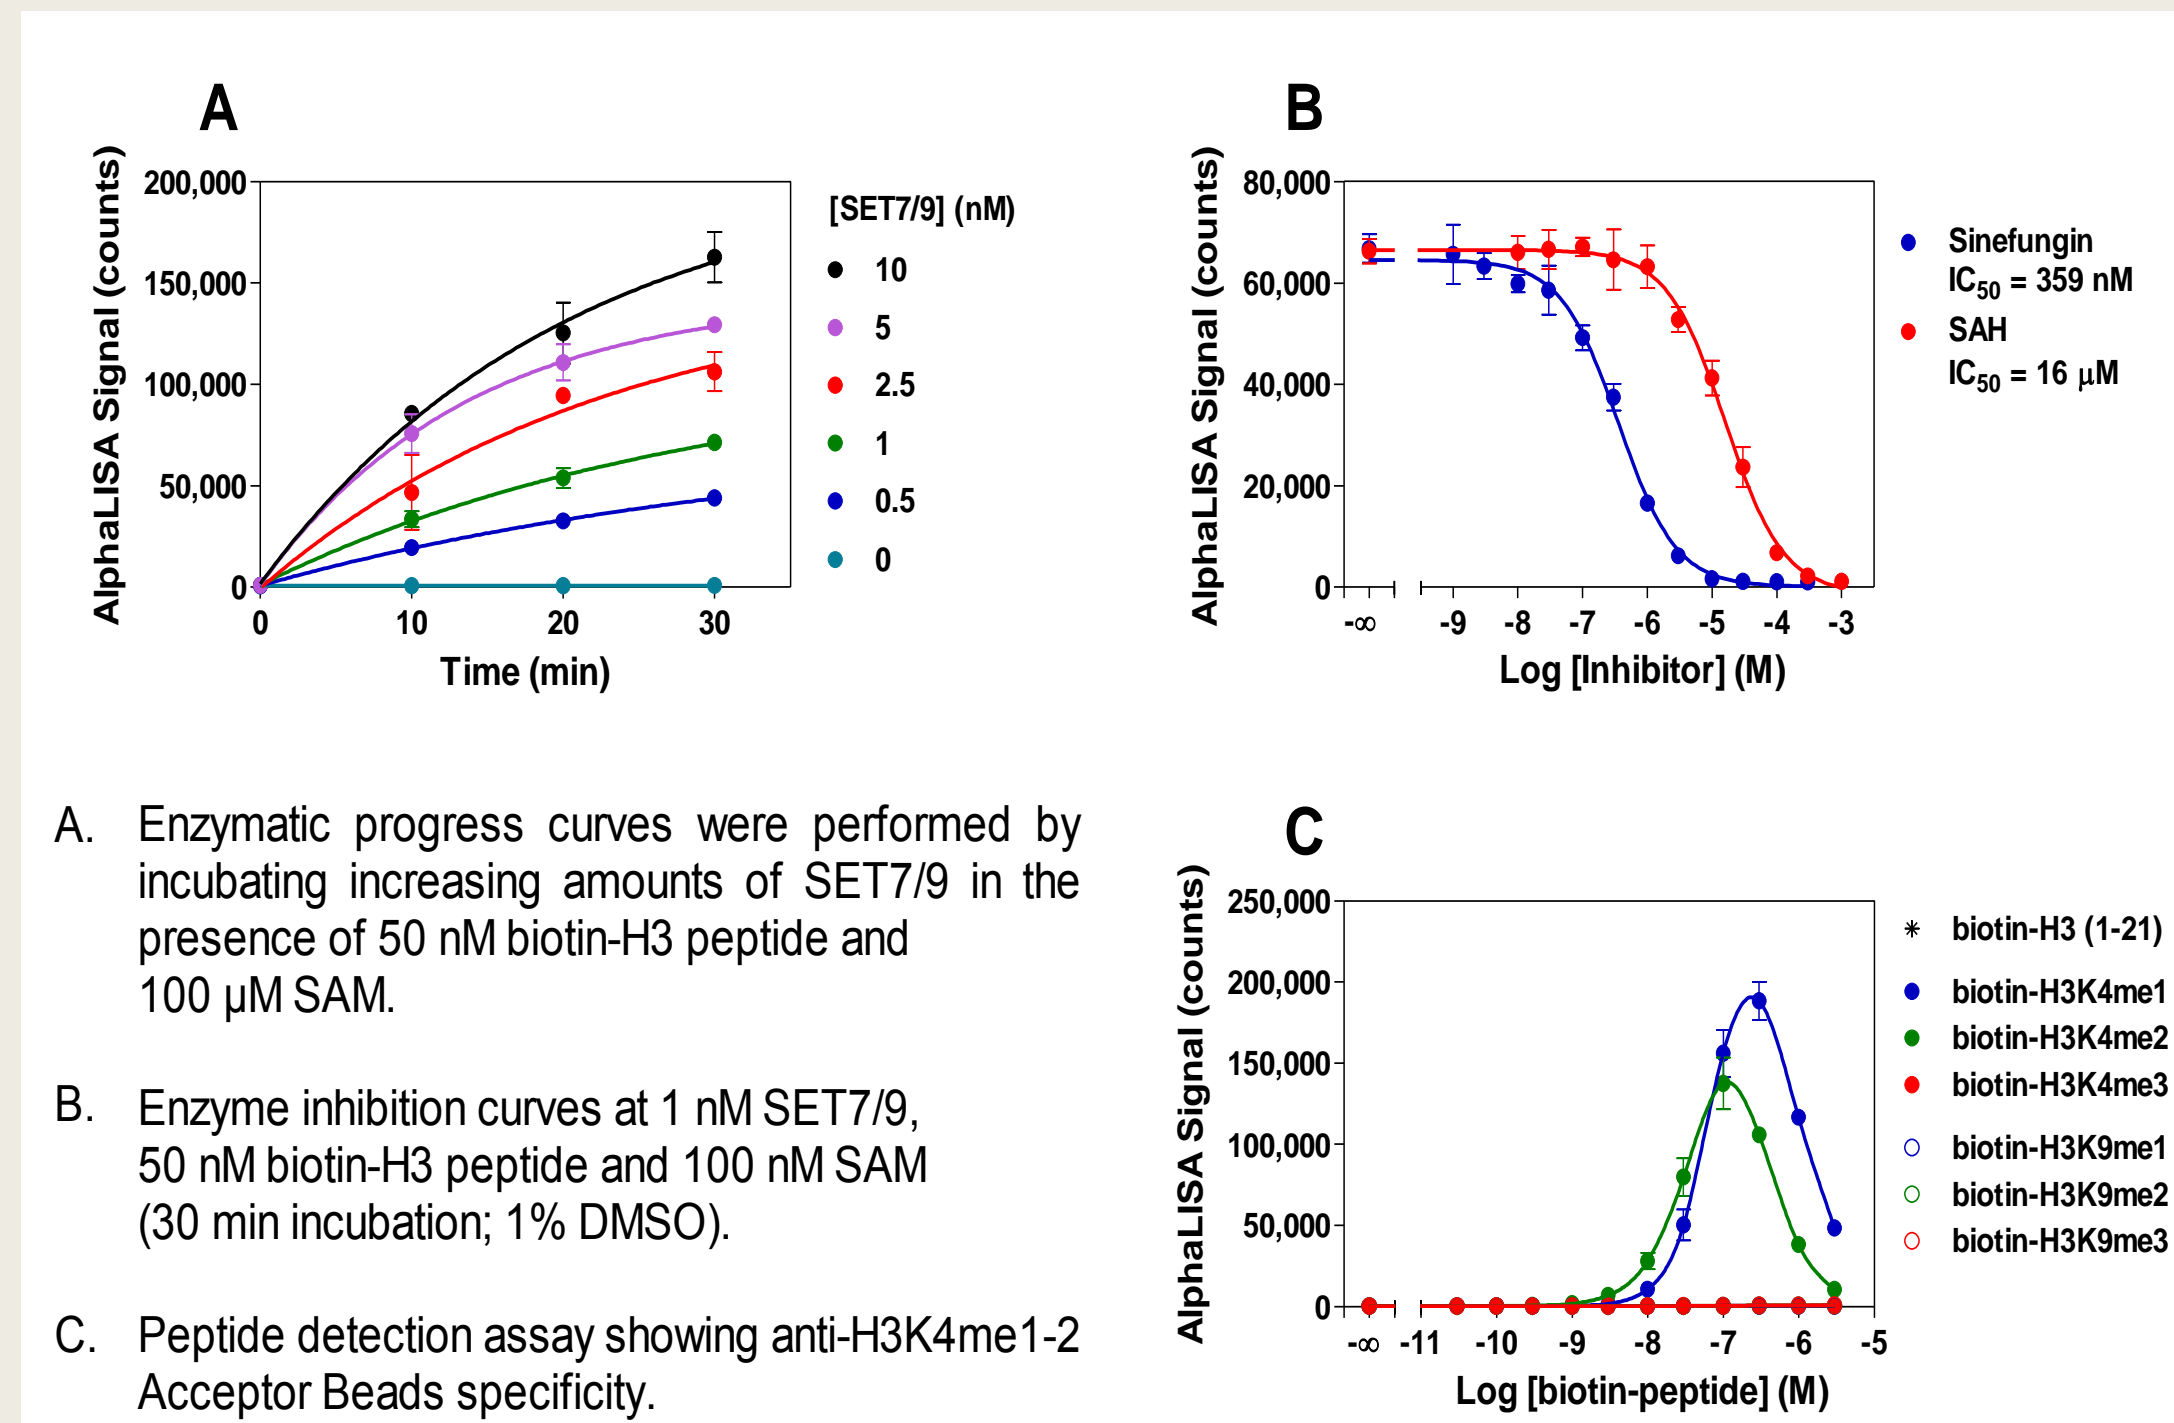 A
AlphaLISA Signal (counts)
200,000
150,000
100,000
50,000
0
0 10 20 30
Time (min)
[SET7/9] (nM)
10
5
2.5
1
0.5
0
B
AlphaLISA Signal (counts)
80,000
60,000
40,000
20,000
0
-∞ -9 -8 -7 -6 -5 -4 -3
Log [Inhibitor] (M)
Sinefungin
IC50 = 359 nM
SAH
IC50 = 16 µM
A. Enzymatic progress curves were performed by
incubating increasing amounts of SET7/9 in the
presence of 50 nM biotin-H3 peptide and
100 µM SAM.
B. Enzyme inhibition curves at 1 nM SET7/9,
50 nM biotin-H3 peptide and 100 nM SAM
(30 min incubation; 1% DMSO).
C. Peptide detection assay showing anti-H3K4me1-2
Acceptor Beads specificity.
C
AlphaLISA Signal (counts)
250,000
200,000
150,000
100,000
50,000
0
-∞ -11 -10 -9 -8 -7 -6 -5
Log [biotin-peptide] (M)
biotin-H3 (1-21)
biotin-H3K4me1
biotin-H3K4me2
biotin-H3K4me3
biotin-H3K9me1
biotin-H3K9me2
biotin-H3K9me3